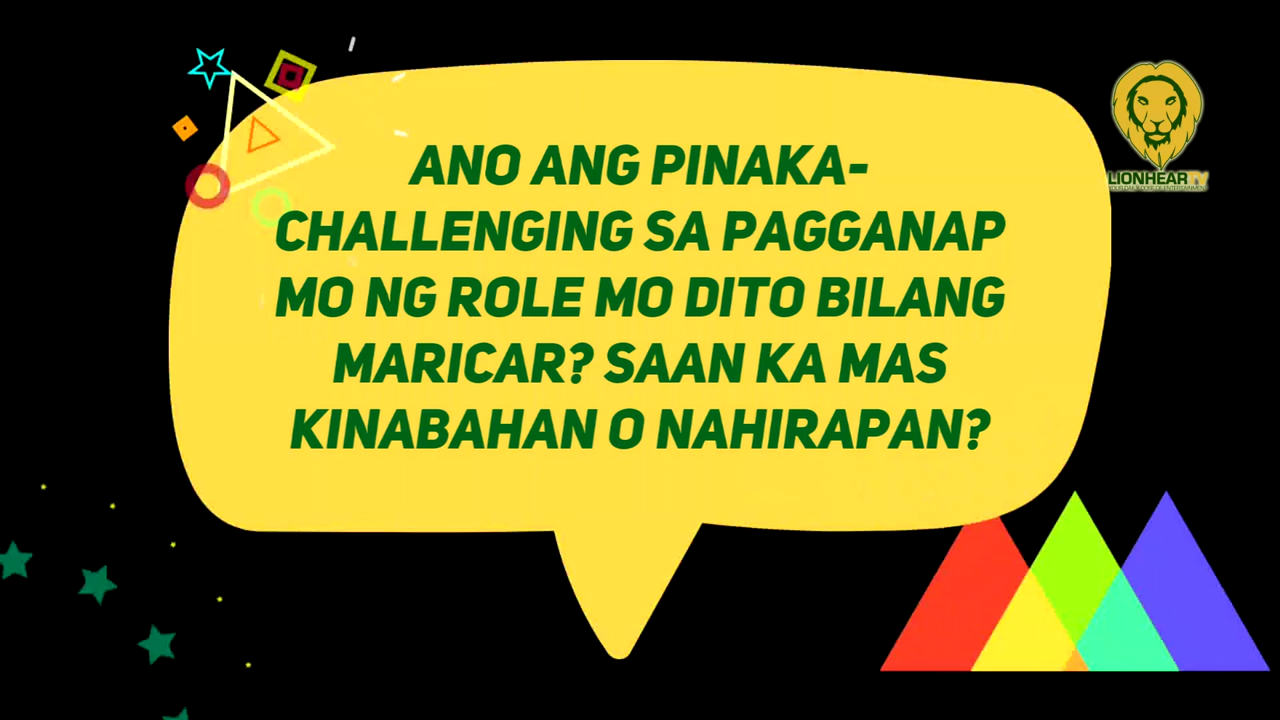 ANO ANG PINAKA-
CHALLENGING SA PAGGANAP
MO NG ROLE MO DITO BILANG
MARICAR? SAAN KA MAS
KINABAHAN O NAHIRAPAN?
LIONHEARTV